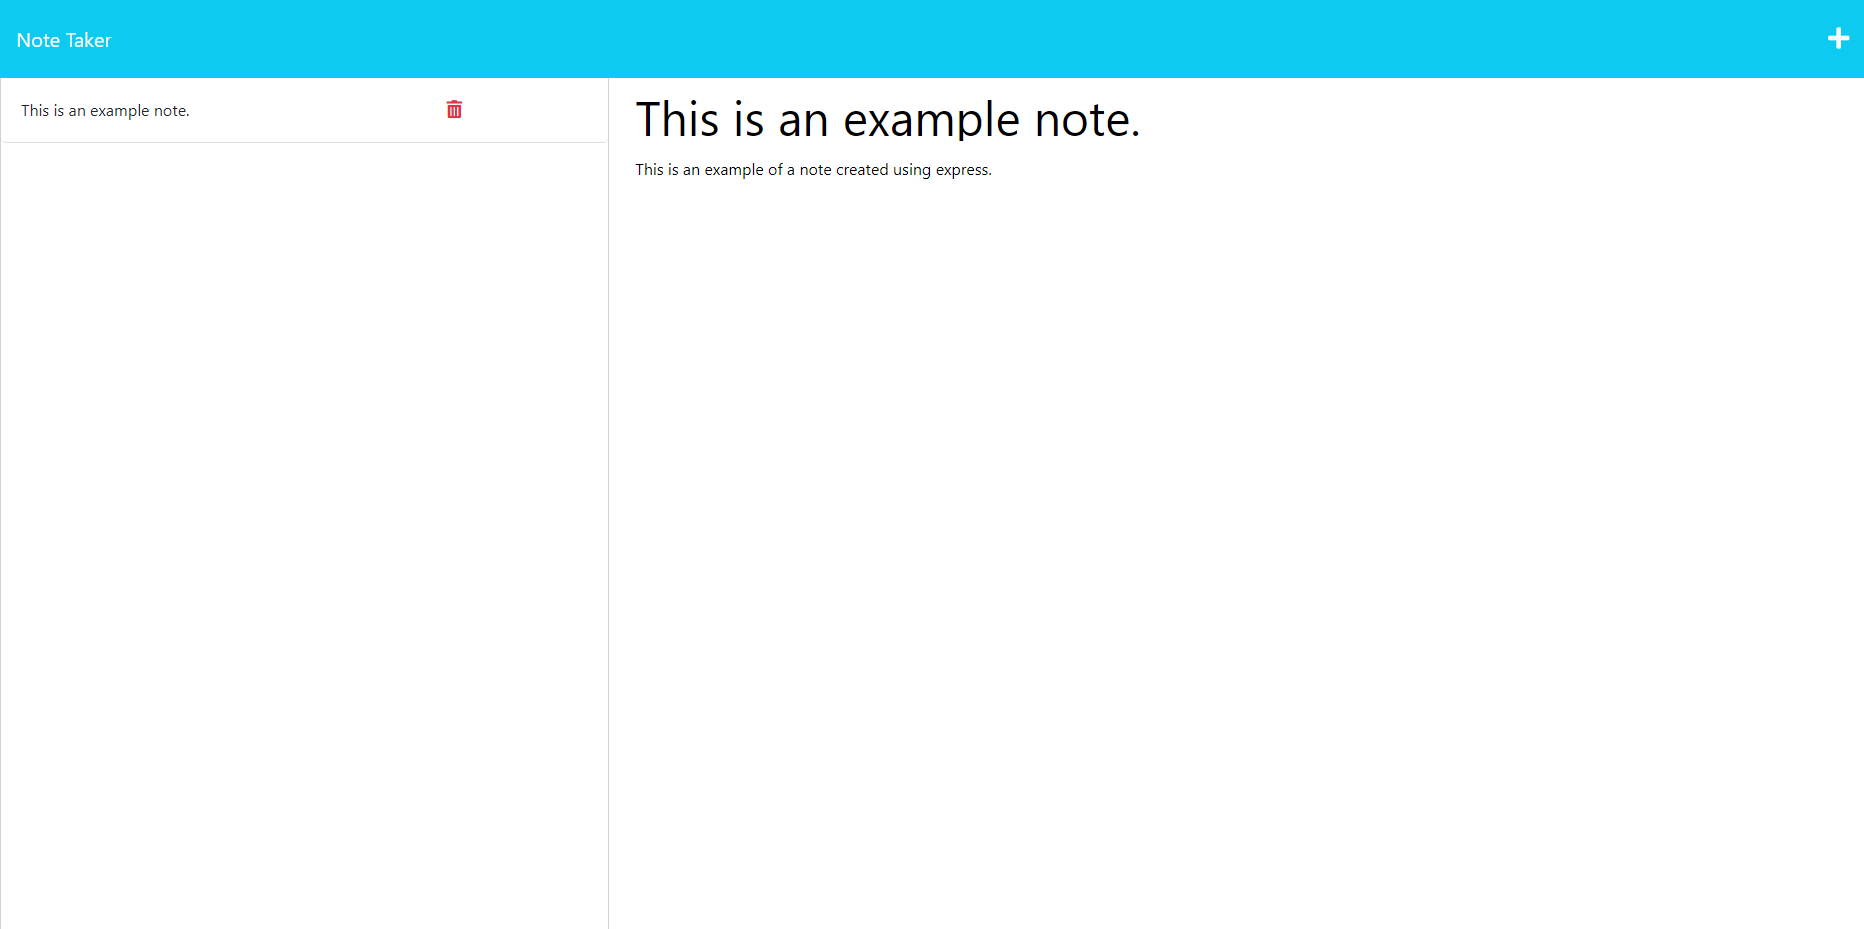 Note Taker
This is an example note.
This is an example note.
This is an example of a note created using express.